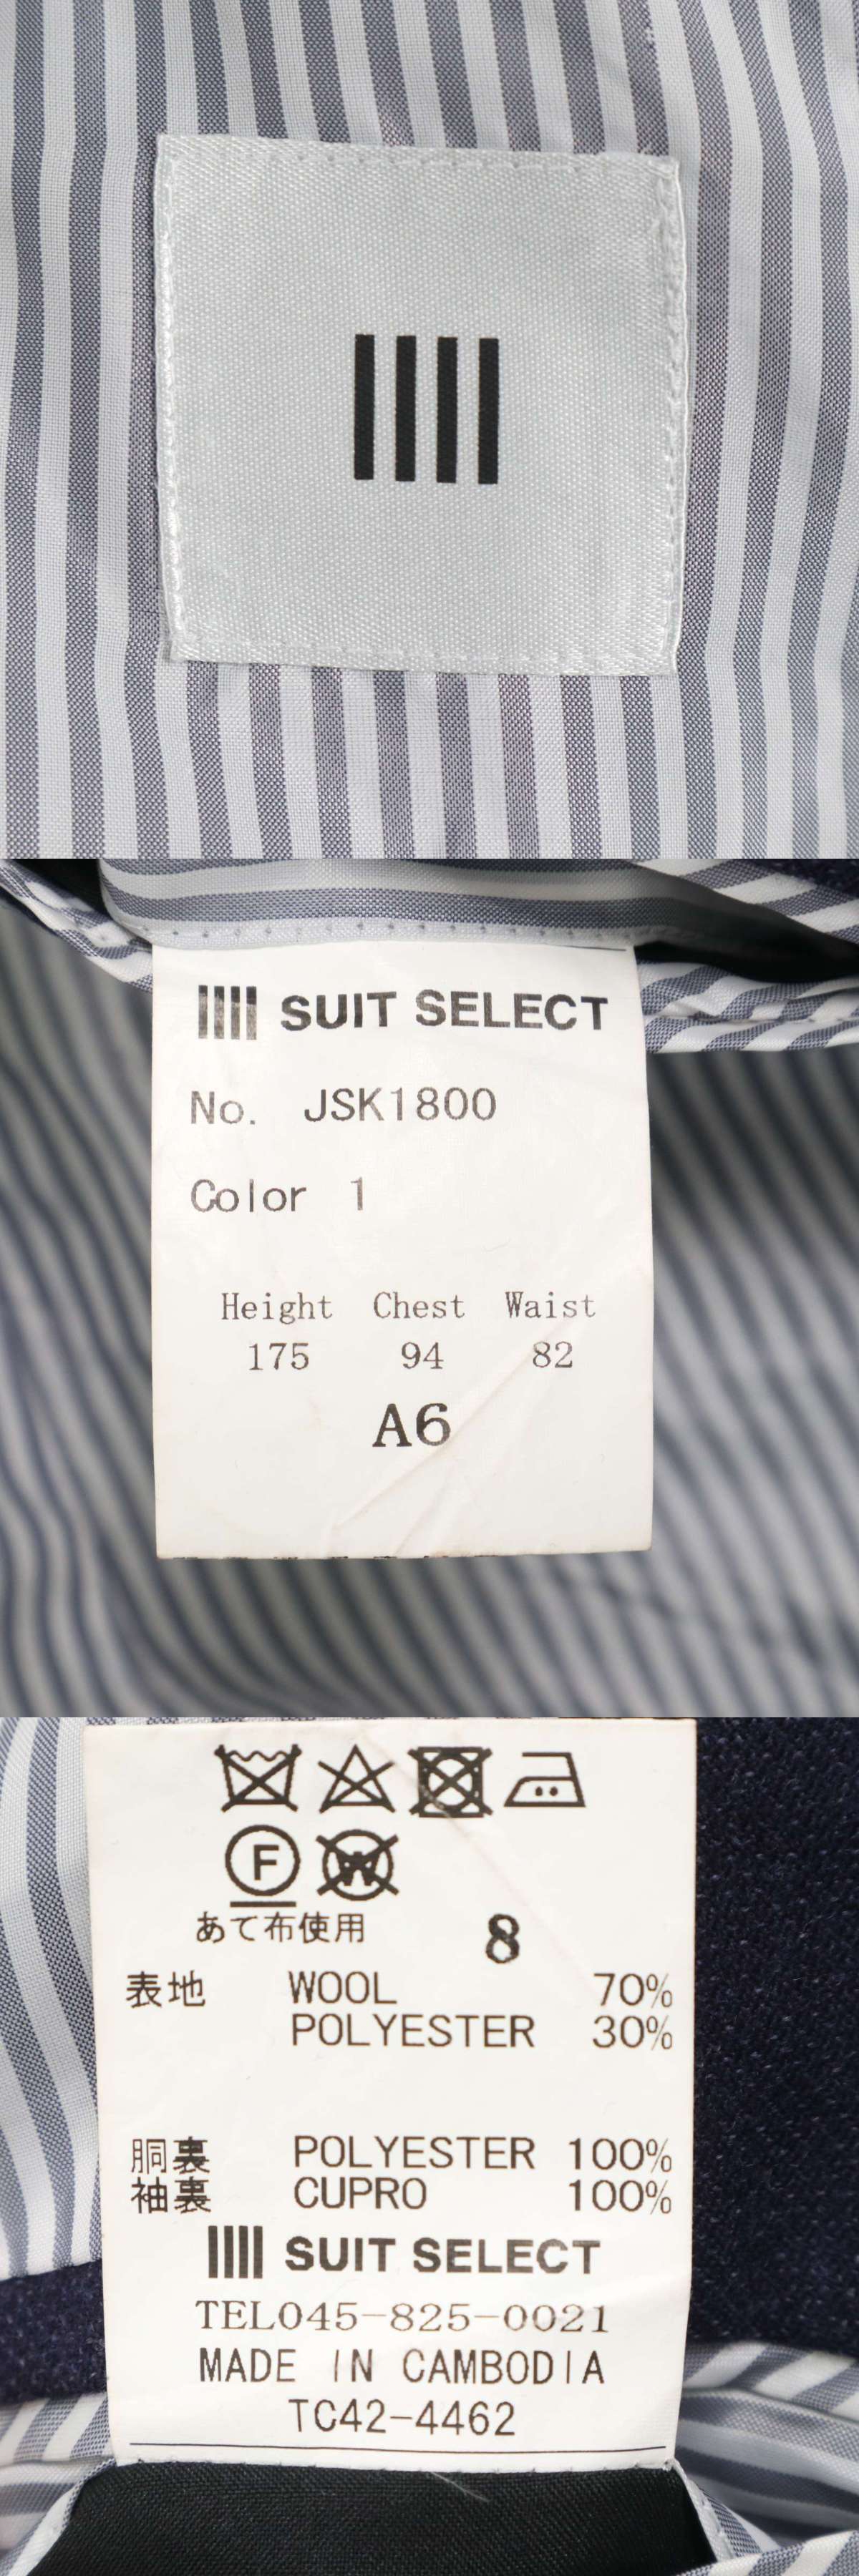 SUIT SELECT
No. JSK1800
Color 1
Height Chest Waist
175 94 82
A6
F W
あて布使用 8
表地 WOOL 70%
POLYESTER 30%
胴裏 POLYESTER 100%
袖裏 CUPRO 100%
SUIT SELECT
TEL045-825-0021
MADE IN CAMBODIA
TC42-4462